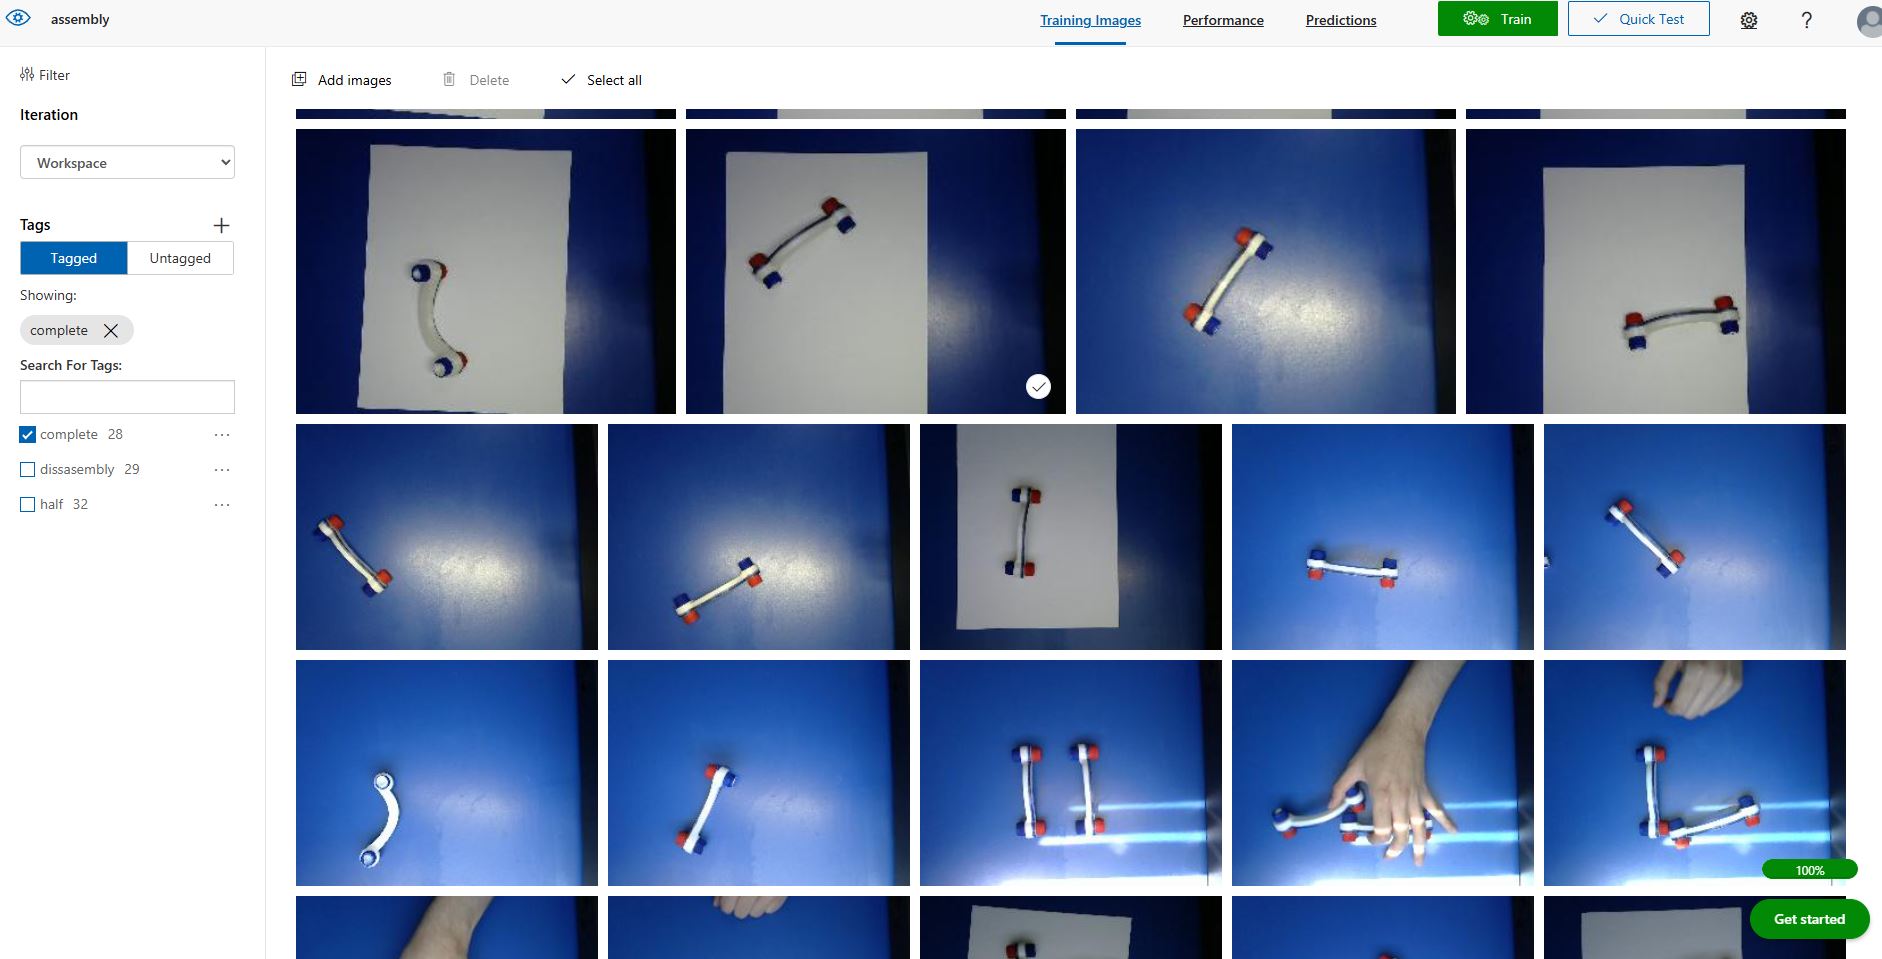 assembly
Training Images
Performance
Predictions
Train
Quick Test
?
Filter
Add images
Delete
Select all
Iteration
Workspace
Tags
Tagged
Untagged
Showing:
complete
Search For Tags:
complete 28
dissasembly 29
half 32
100%
Get started